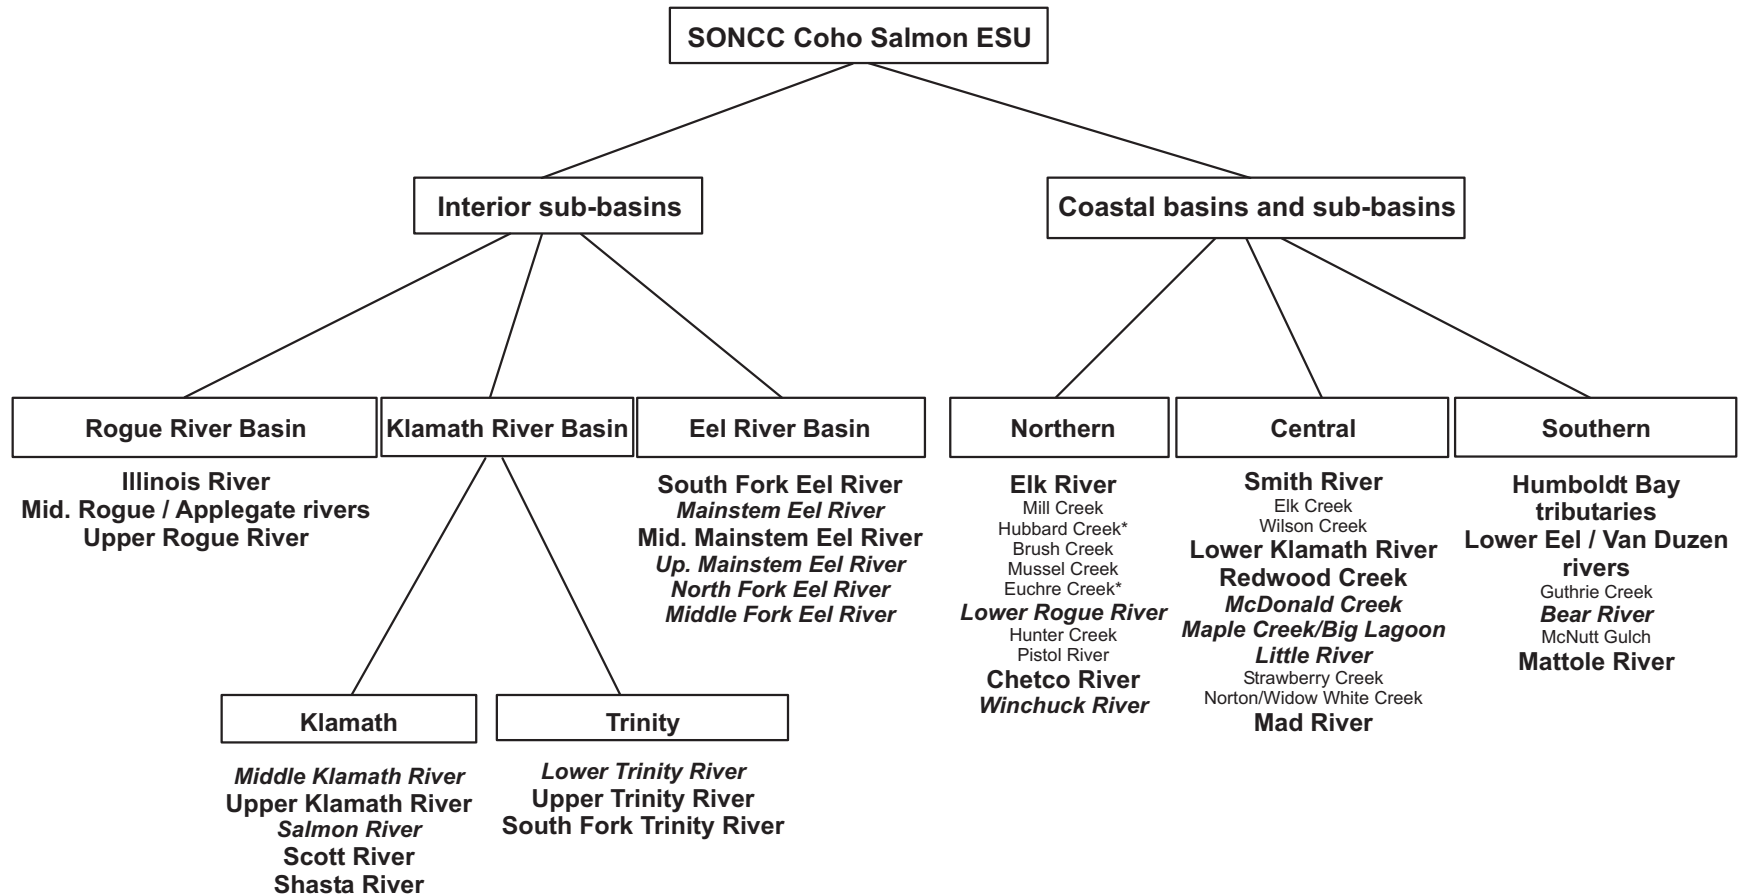 SONCC Coho Salmon ESU
Interior sub-basins
Coastal basins and sub-basins
Rogue River Basin
Klamath River Basin
Eel River Basin
Northern
Central
Southern
Illinois River
Mid. Rogue / Applegate rivers
Upper Rogue River
South Fork Eel River
Mainstem Eel River
Mid. Mainstem Eel River
Up. Mainstem Eel River
North Fork Eel River
Middle Fork Eel River
Elk River
Mill Creek
Hubbard Creek*
Brush Creek
Mussel Creek
Euchre Creek*
Lower Rogue River
Hunter Creek
Pistol River
Chetco River
Winchuck River
Smith River
Elk Creek
Wilson Creek
Lower Klamath River
Redwood Creek
McDonald Creek
Maple Creek/Big Lagoon
Little River
Strawberry Creek
Norton/Widow White Creek
Mad River
Humboldt Bay
tributaries
Lower Eel / Van Duzen
rivers
Guthrie Creek
Bear River
McNutt Gulch
Mattole River
Klamath
Trinity
Middle Klamath River
Upper Klamath River
Salmon River
Scott River
Shasta River
Lower Trinity River
Upper Trinity River
South Fork Trinity River